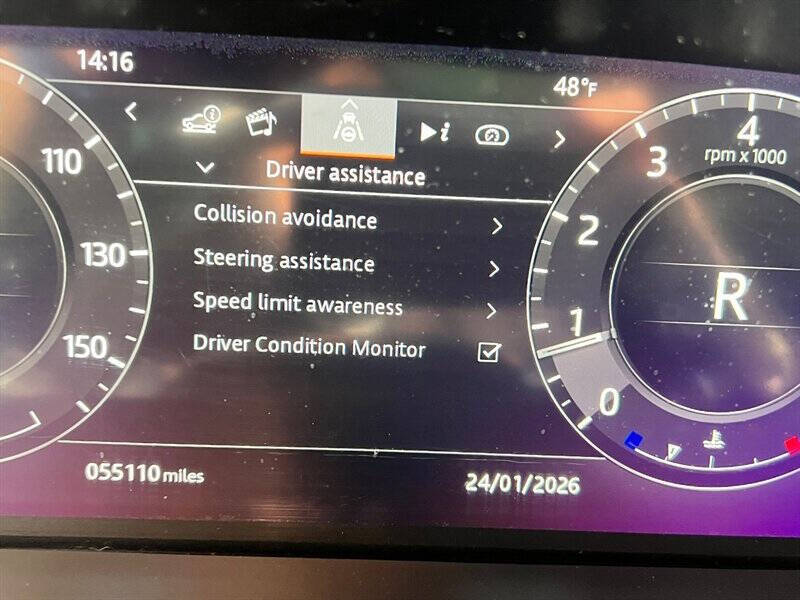 14:16
48°F
i
Driver assistance
Collision avoidance
Steering assistance
Speed limit awareness
Driver Condition Monitor
110
130
150
4
rpm x 1000
3
2
1
0
R
055110 miles
24/01/2026